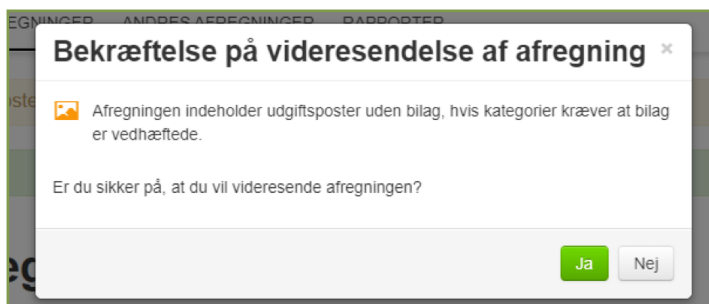 ANDRES AFREGNINGER RAPPORTER
Bekræftelse på videresendelse af afregning ×
Afregningen indeholder udgiftsposter uden bilag, hvis kategorier kræver at bilag
er vedhæftede.
Er du sikker på, at du vil videresende afregningen?
Ja Nej